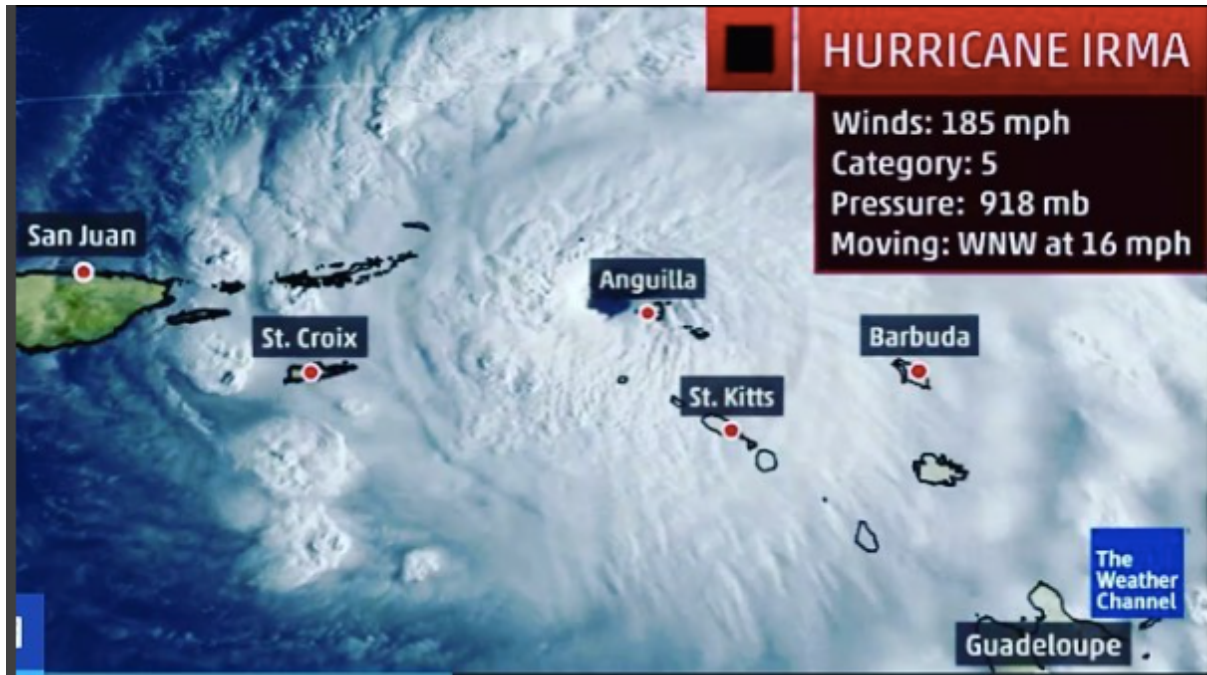 HURRICANE IRMA
Winds: 185 mph
Category: 5
Pressure: 918 mb
Moving: WNW at 16 mph
San Juan
Anguilla
St. Croix
Barbuda
St. Kitts
The
Weather
Channel
Guadeloupe